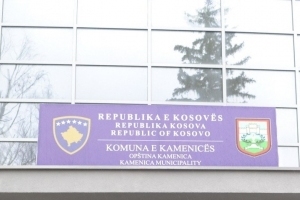 REPUBLIKA E KOSOVËS
REPUBLIKA KOSOVA
REPUBLIC OF KOSOVO
KOMUNA E KAMENICËS
OPŠTINA KAMENICA
KAMENICA MUNICIPALITY